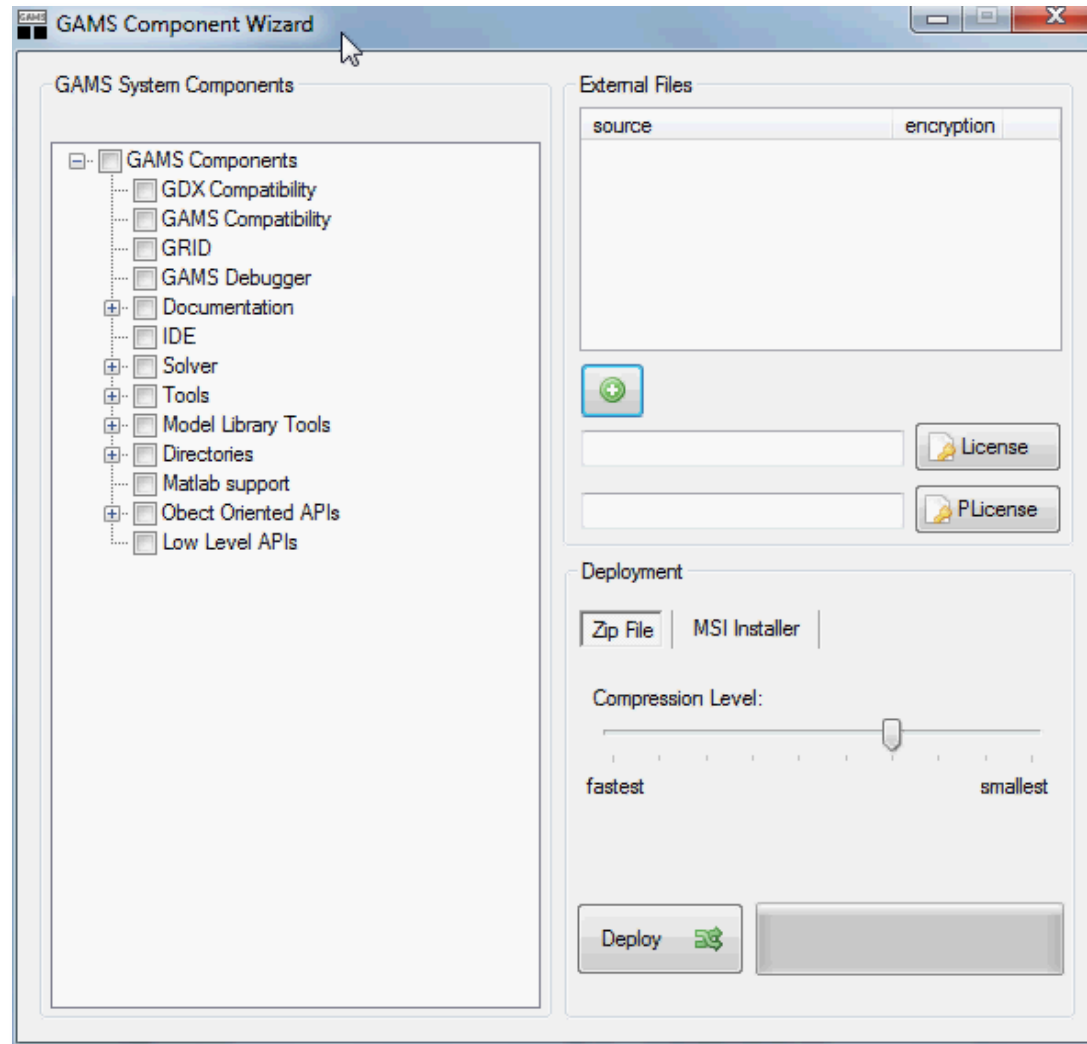 GAMS
GAMS Component Wizard
GAMS System Components
GAMS Components
GDX Compatibility
GAMS Compatibility
GRID
GAMS Debugger
Documentation
IDE
Solver
Tools
Model Library Tools
Directories
Matlab support
Obect Oriented APIs
Low Level APIs
External Files
source encryption
License
PLicense
Deployment
Zip File MSI Installer
Compression Level:
fastest smallest
Deploy